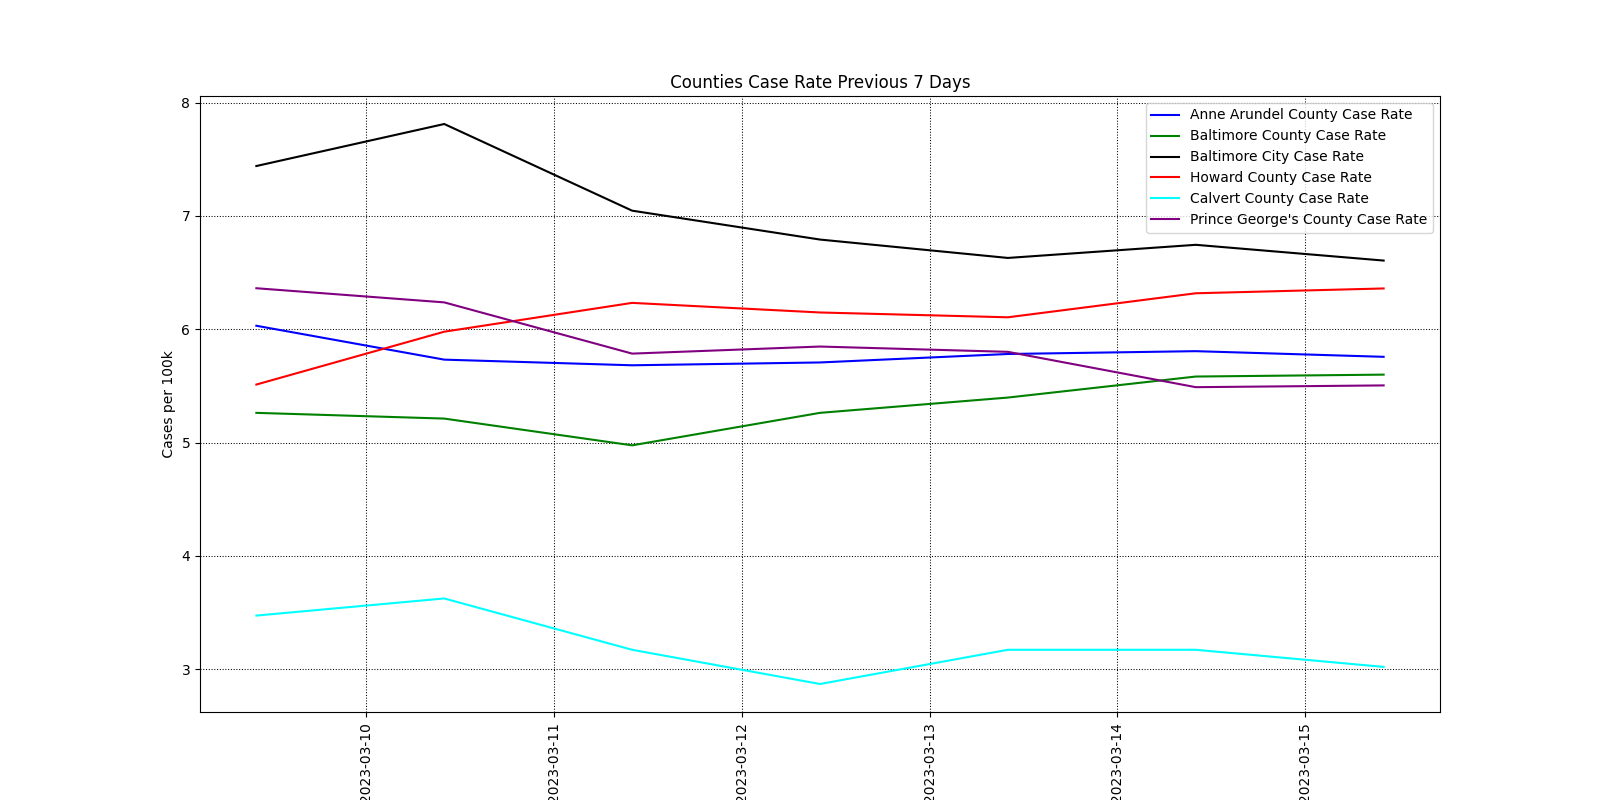 Counties Case Rate Previous 7 Days
8
7
6
5
4
3
Cases per 100k
Anne Arundel County Case Rate
Baltimore County Case Rate
Baltimore City Case Rate
Howard County Case Rate
Calvert County Case Rate
Prince George's County Case Rate
2023-03-10
2023-03-11
2023-03-12
2023-03-13
2023-03-14
2023-03-15